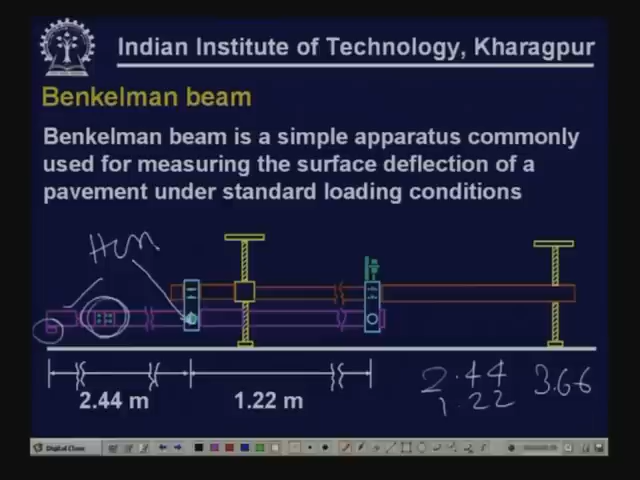 Indian Institute of Technology, Kharagpur
Benkelman beam
Benkelman beam is a simple apparatus commonly
used for measuring the surface deflection of a
pavement under standard loading conditions
2.44 m
1.22 m
2.44
1.22
3.66
Digital Class